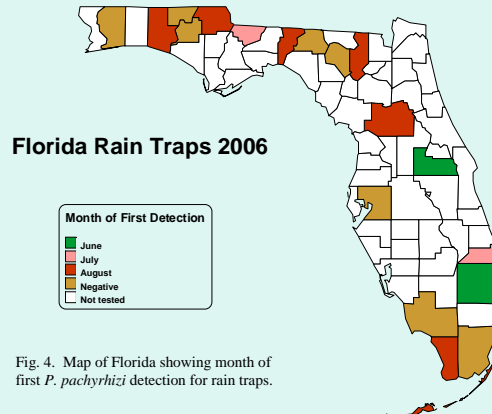 Florida Rain Traps 2006
Month of First Detection
June
July
August
Negative
Not tested
Fig. 4. Map of Florida showing month of
first P. pachyrhizi detection for rain traps.